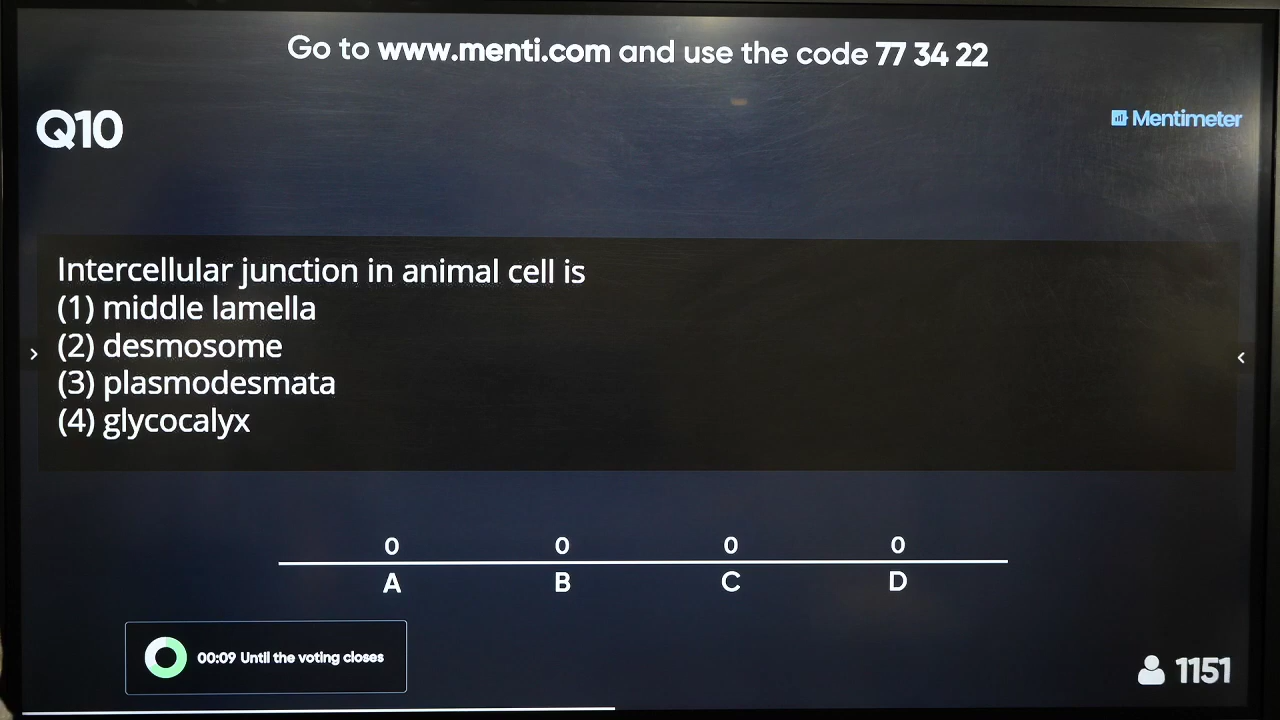 Go to www.menti.com and use the code 77 34 22
Q10
Mentimeter
Intercellular junction in animal cell is
(1) middle lamella
(2) desmosome
(3) plasmodesmata
(4) glycocalyx
0 0 0 0
A B C D
00:09 Until the voting closes
1151